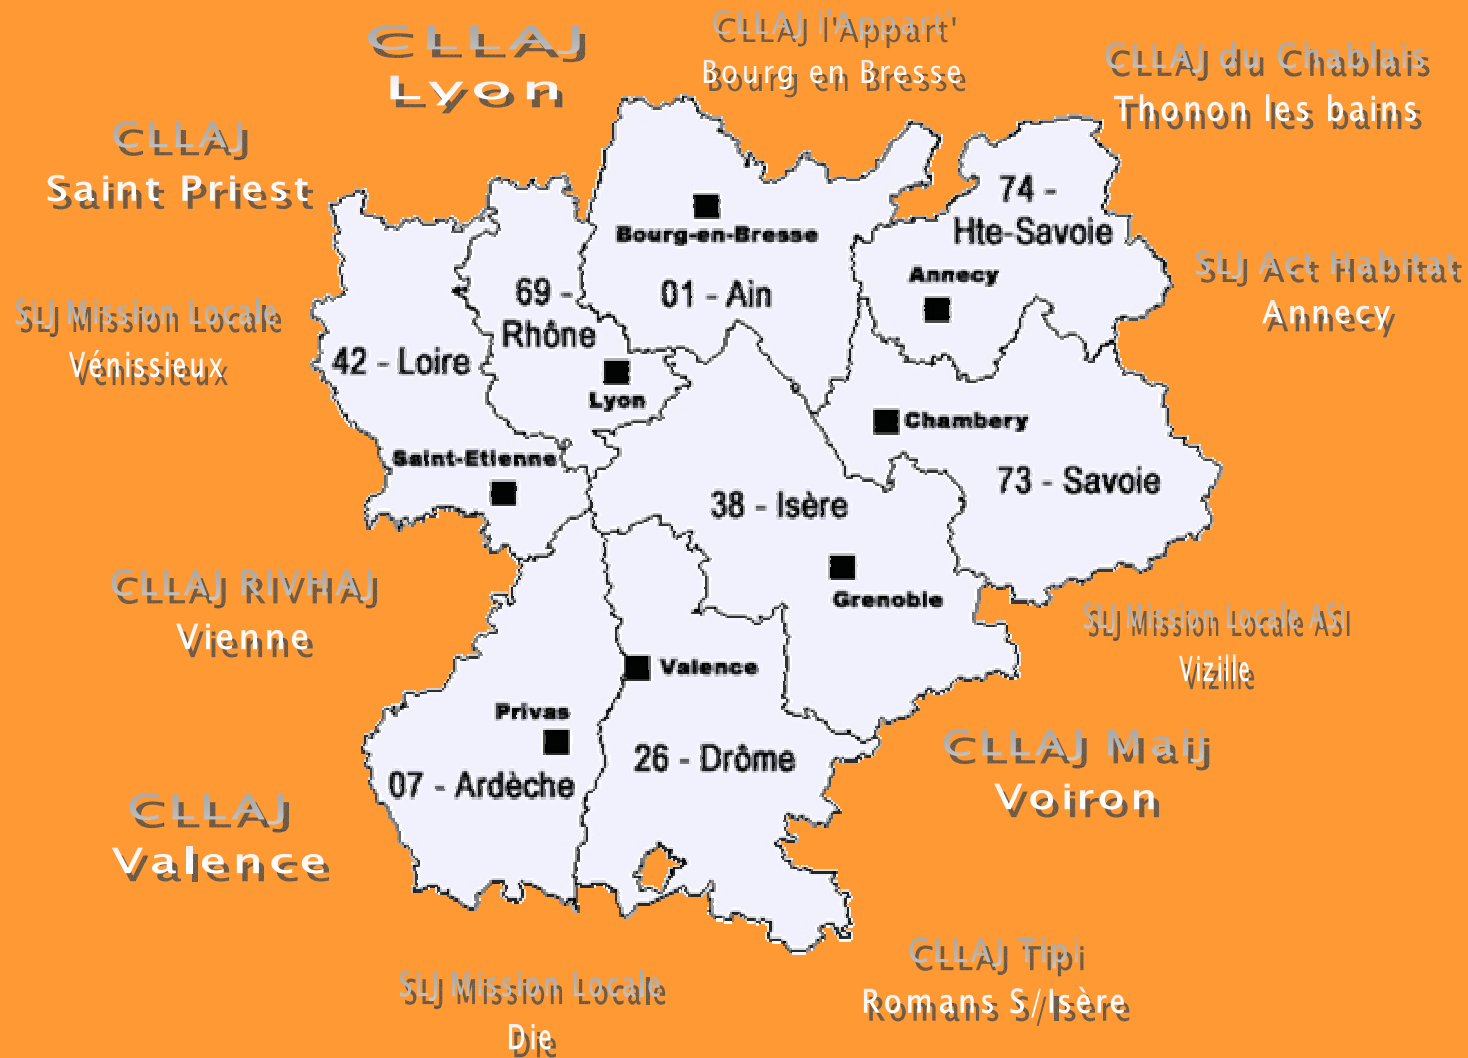 CLLAJ
Lyon
CLLAJ l'Appart'
Bourg en Bresse
CLLAJ du Chablais
Thonon les bains
CLLAJ
Saint Priest
SLJ Mission Locale
Vénissieux
SLJ Act Habitat
Annecy
74 -
Hte-Savoie
Annecy
Bourg-en-Bresse
01 - Ain
69 -
Rhône
Lyon
42 - Loire
Saint-Etienne
Chambery
73 - Savoie
38 - Isère
Grenoble
CLLAJ RIVHAJ
Vienne
SLJ Mission Locale ASI
Vizille
Valence
Privas
07 - Ardèche
26 - Drôme
CLLAJ Maij
Voiron
CLLAJ
Valence
SLJ Mission Locale
Die
CLLAJ Tipi
Romans S/Isère